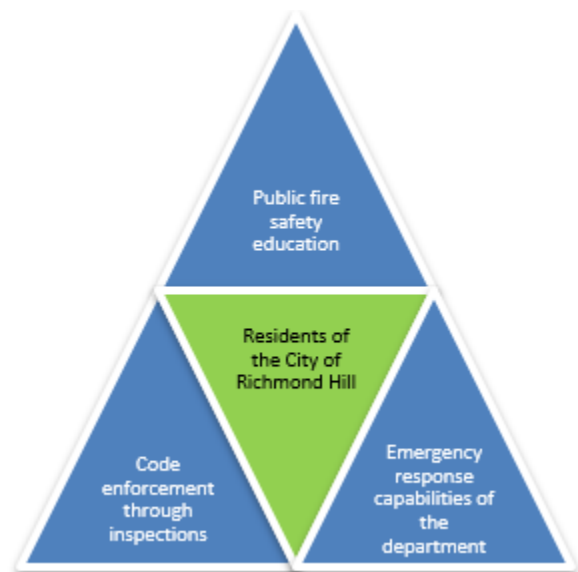 Public fire
safety
education
Residents of
the City of
Richmond Hill
Code
enforcement
through
inspections
Emergency
response
capabilities of
the
department